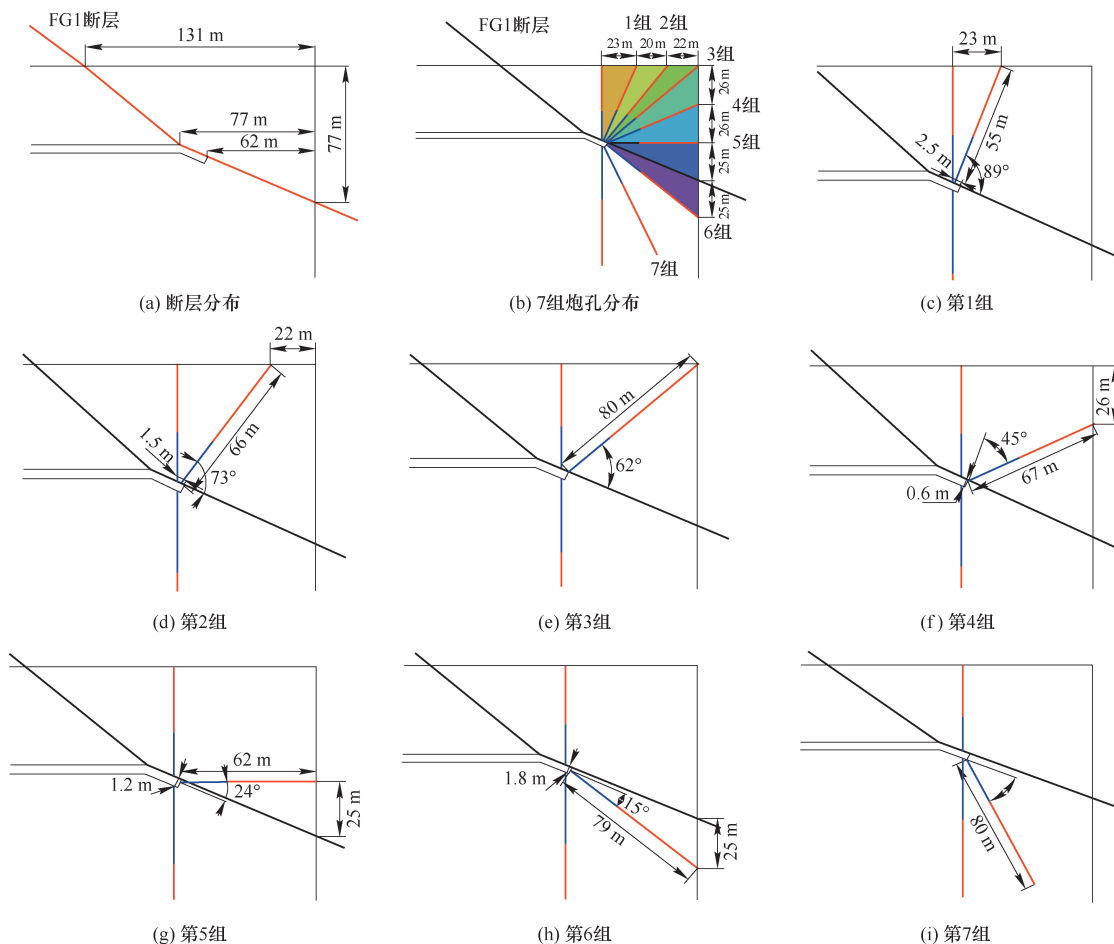 FG1断层
131 m
77 m
62 m
77 m
(a) 断层分布
FG1断层
1组 2组
23 m 20 m 22 m
3组
26 m
4组
26 m
5组
25 m
25 m
6组
7组
(b) 7组炮孔分布
23 m
2.5 m
55 m
89°
(c) 第1组
22 m
1.5 m
66 m
73°
(d) 第2组
80 m
62°
(e) 第3组
26 m
45°
67 m
0.6 m
(f) 第4组
62 m
1.2 m
24°
25 m
(g) 第5组
1.8 m
15°
79 m
25 m
(h) 第6组
80 m
(i) 第7组